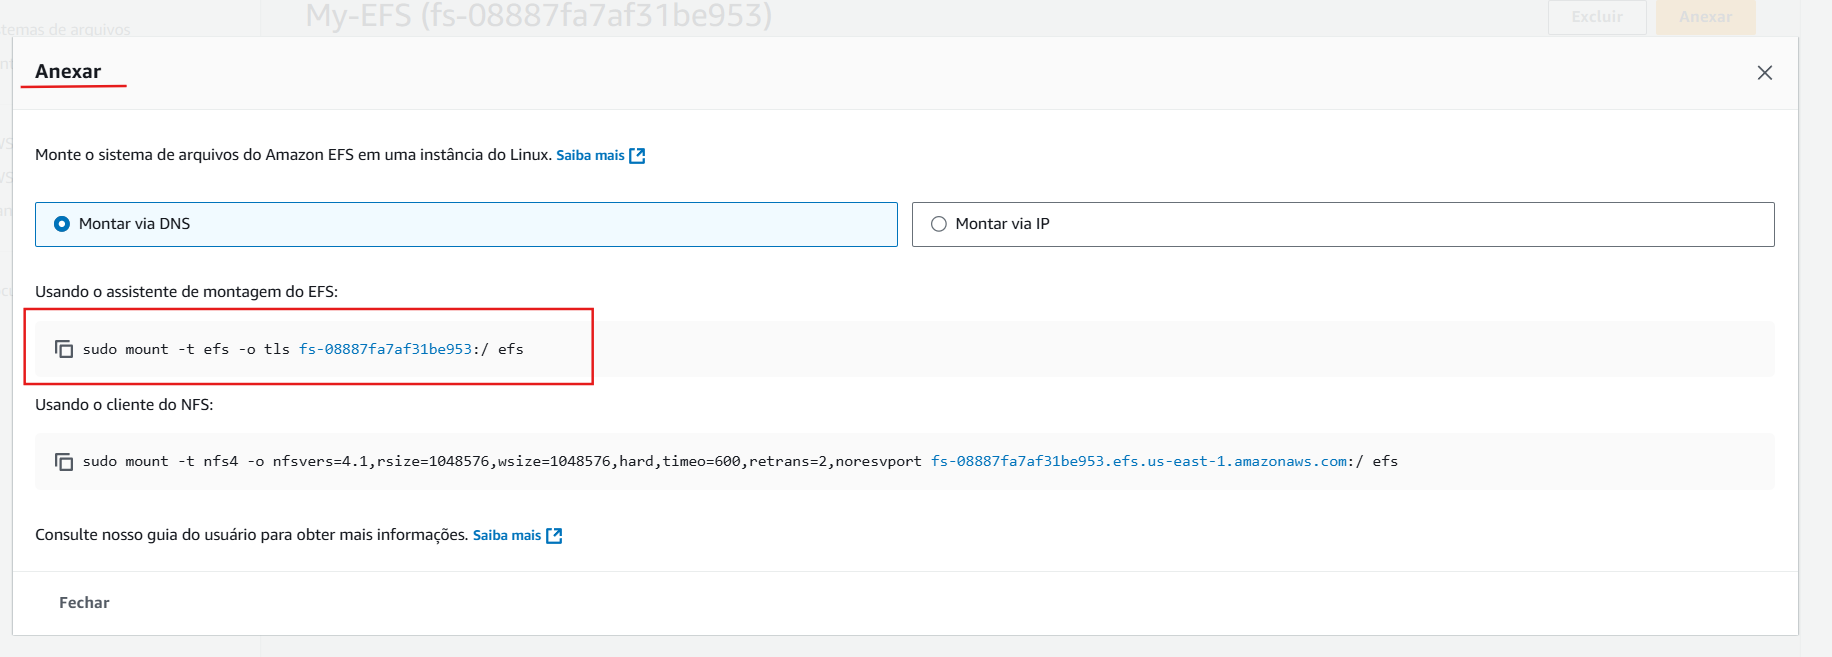 My-EFS (fs-08887fa7af31be953)
Excluir
Anexar
temas de arquivos
Anexar
Monte o sistema de arquivos do Amazon EFS em uma instância do Linux. Saiba mais
Montar via DNS
Montar via IP
Usando o assistente de montagem do EFS:
sudo mount -t efs -o tls fs-08887fa7af31be953:/ efs
Usando o cliente do NFS:
sudo mount -t nfs4 -o nfsvers=4.1,rsize=1048576,wsize=1048576,hard,timeo=600,retrans=2,noresvport fs-08887fa7af31be953.efs.us-east-1.amazonaws.com:/ efs
Consulte nosso guia do usuário para obter mais informações. Saiba mais
Fechar